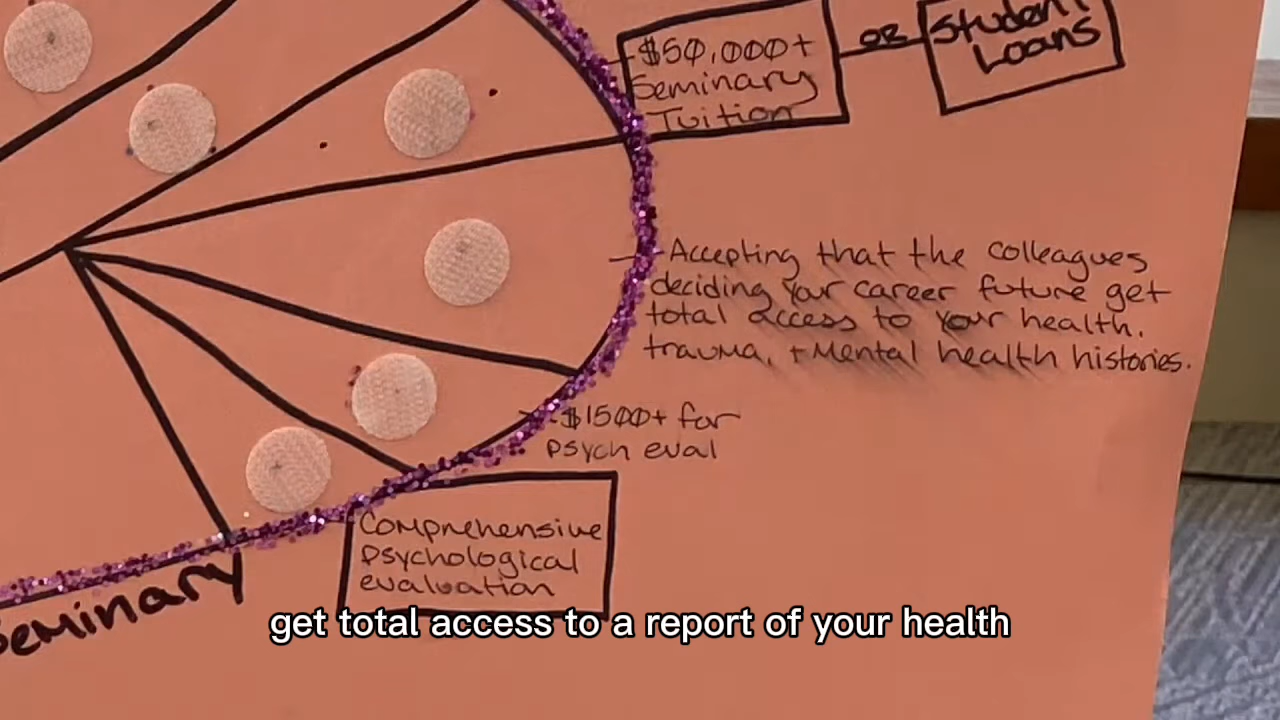 $50,000+
Seminary
Tuition
OR
Student
Loans
-Accepting that the colleagues
deciding your career future get
total access to your health,
trauma, + Mental health histories.
-$1500+ for
psych eval
Comprehensive
psychological
evaluation
Seminary
get total access to a report of your health